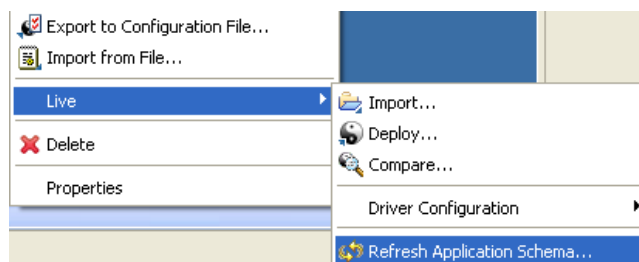 Export to Configuration File...
Import from File...
Live
Import...
Deploy...
Delete
Compare...
Properties
Driver Configuration
Refresh Application Schema...